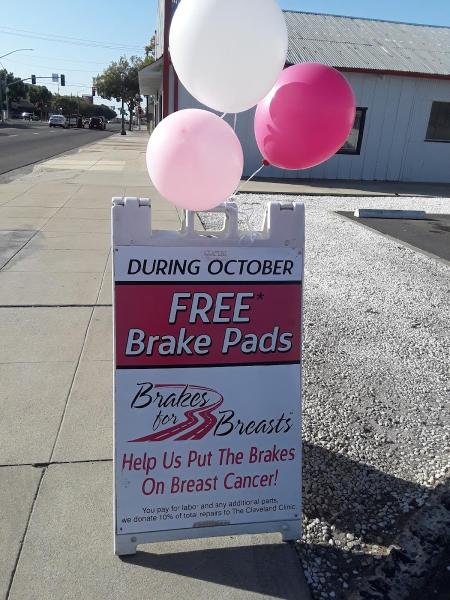 DURING OCTOBER
FREE*
Brake Pads
Brakes
for
Breasts™
Help Us Put The Brakes
On Breast Cancer!
You pay for labor and any additional parts,
we donate 10% of total repairs to The Cleveland Clinic.